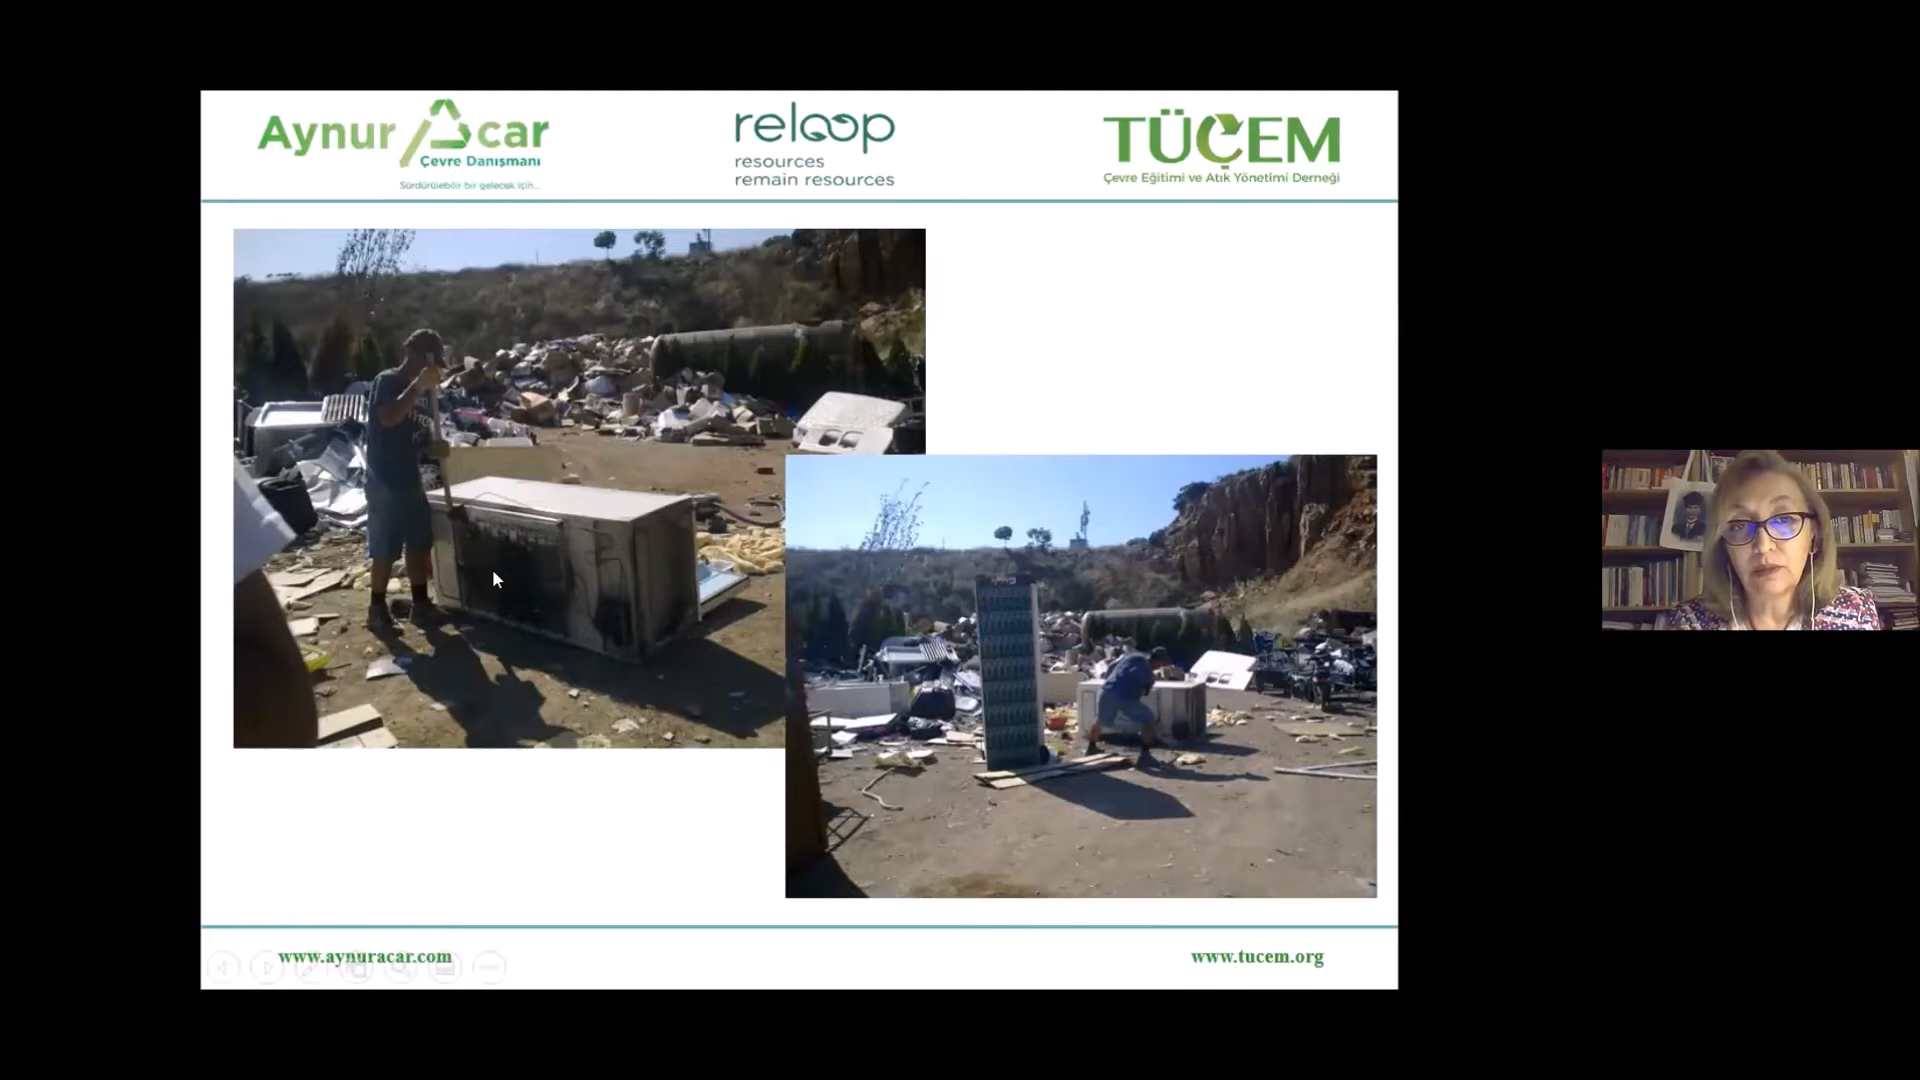 Aynur Acar
Çevre Danışmanı
Sürdürülebilir bir gelecek için...
reloop
resources
remain resources
TÜÇEM
Çevre Eğitimi ve Atık Yönetimi Derneği
www.aynuracar.com
www.tucem.org